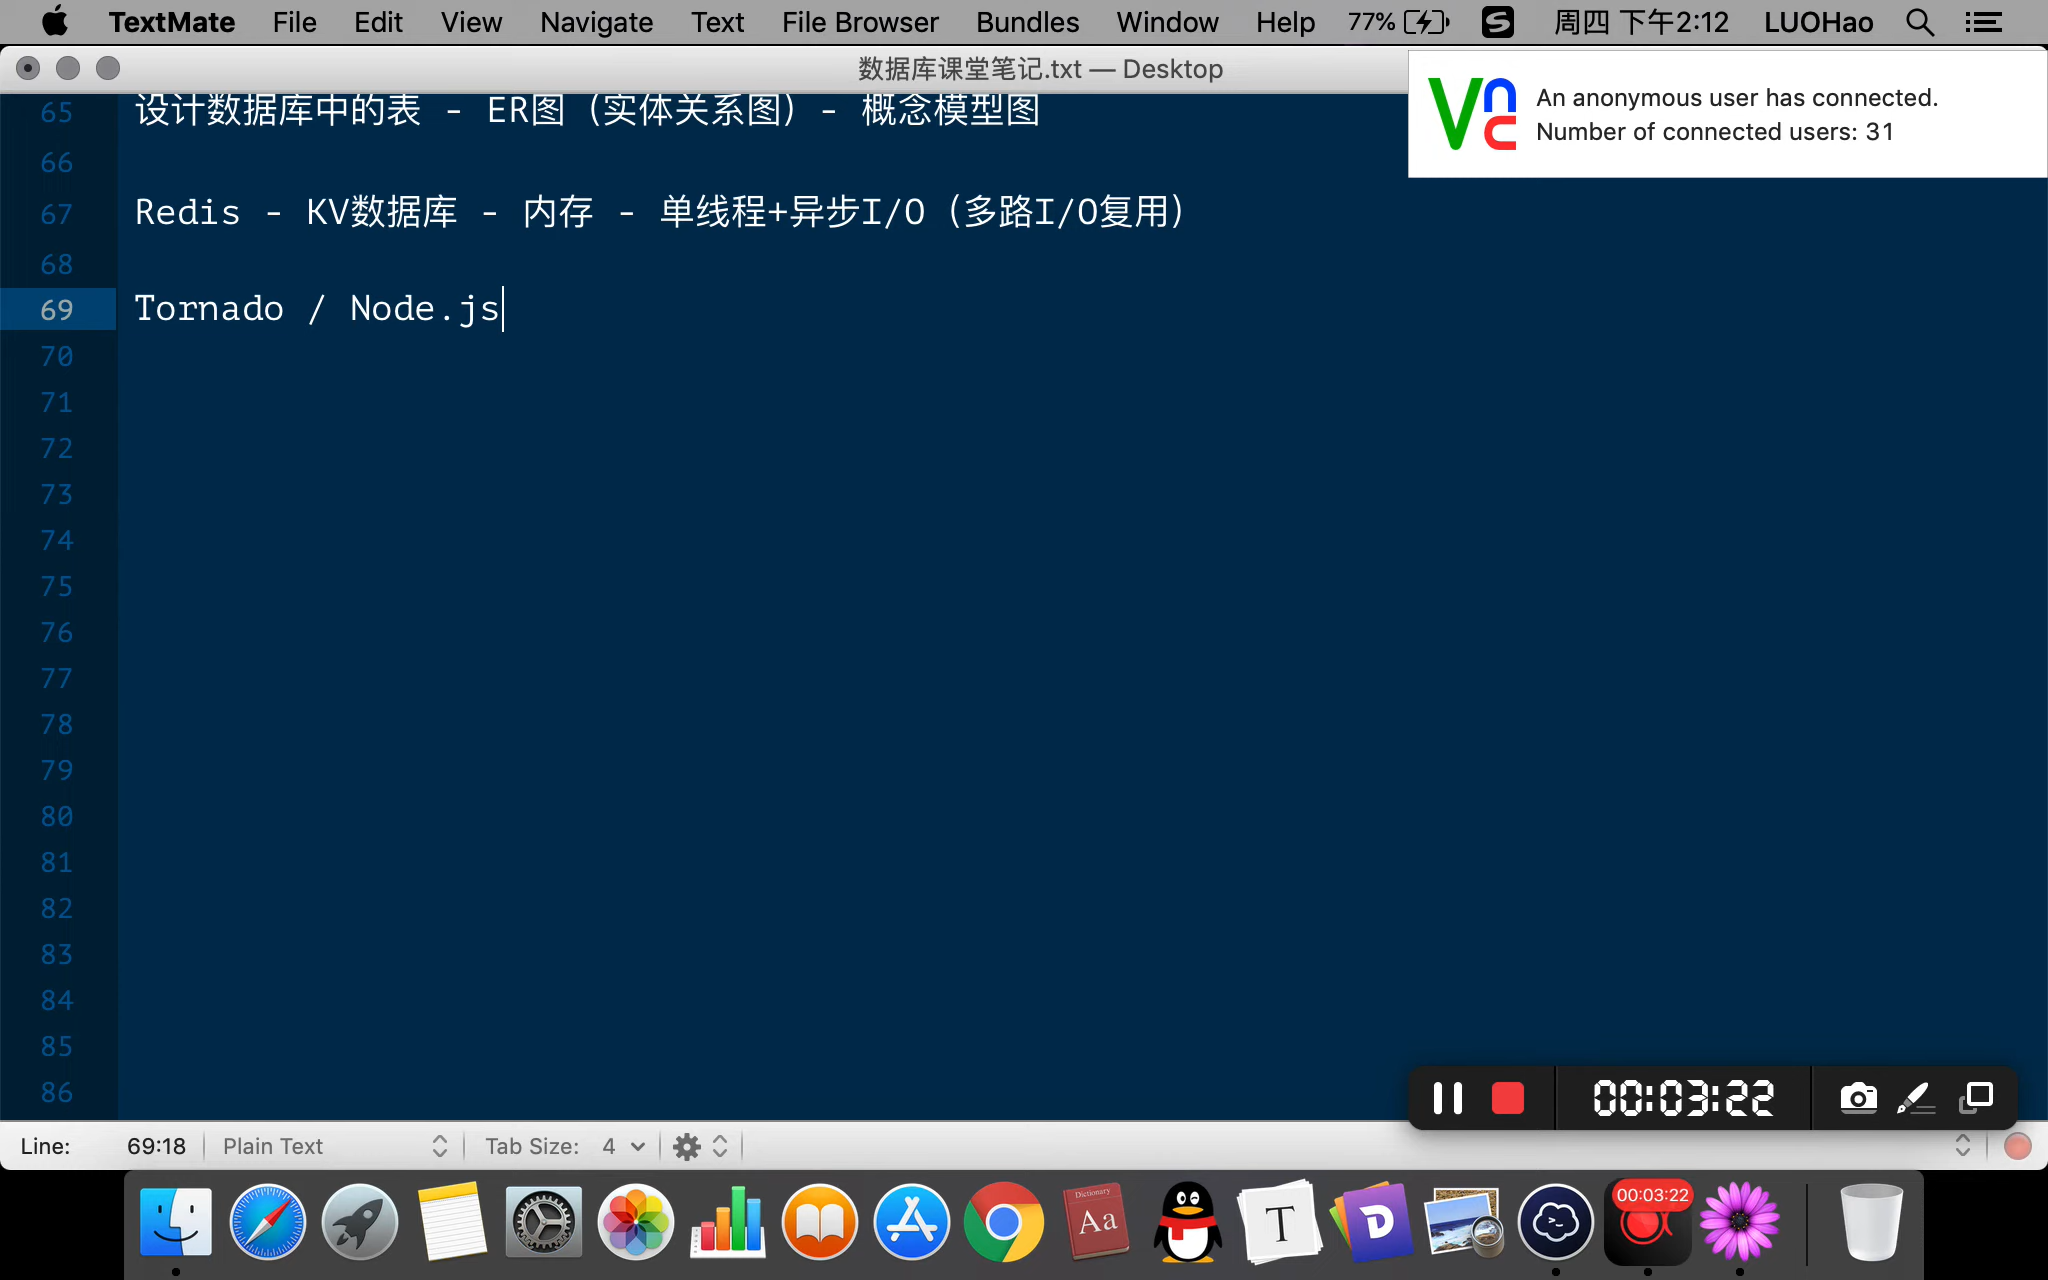 TextMate File Edit View Navigate Text File Browser Bundles Window Help 77% 周四 下午2:12 LUOHao
数据库课堂笔记.txt — Desktop
An anonymous user has connected.
Number of connected users: 31
65 设计数据库中的表 - ER图（实体关系图）- 概念模型图
66
67 Redis - KV数据库 - 内存 - 单线程+异步I/O（多路I/O复用）
68
69 Tornado / Node.js
70
71
72
73
74
75
76
77
78
79
80
81
82
83
84
85
86
00:03:22
Line: 69:18 Plain Text Tab Size: 4
Dictionary
Aa
T
D
00:03:22